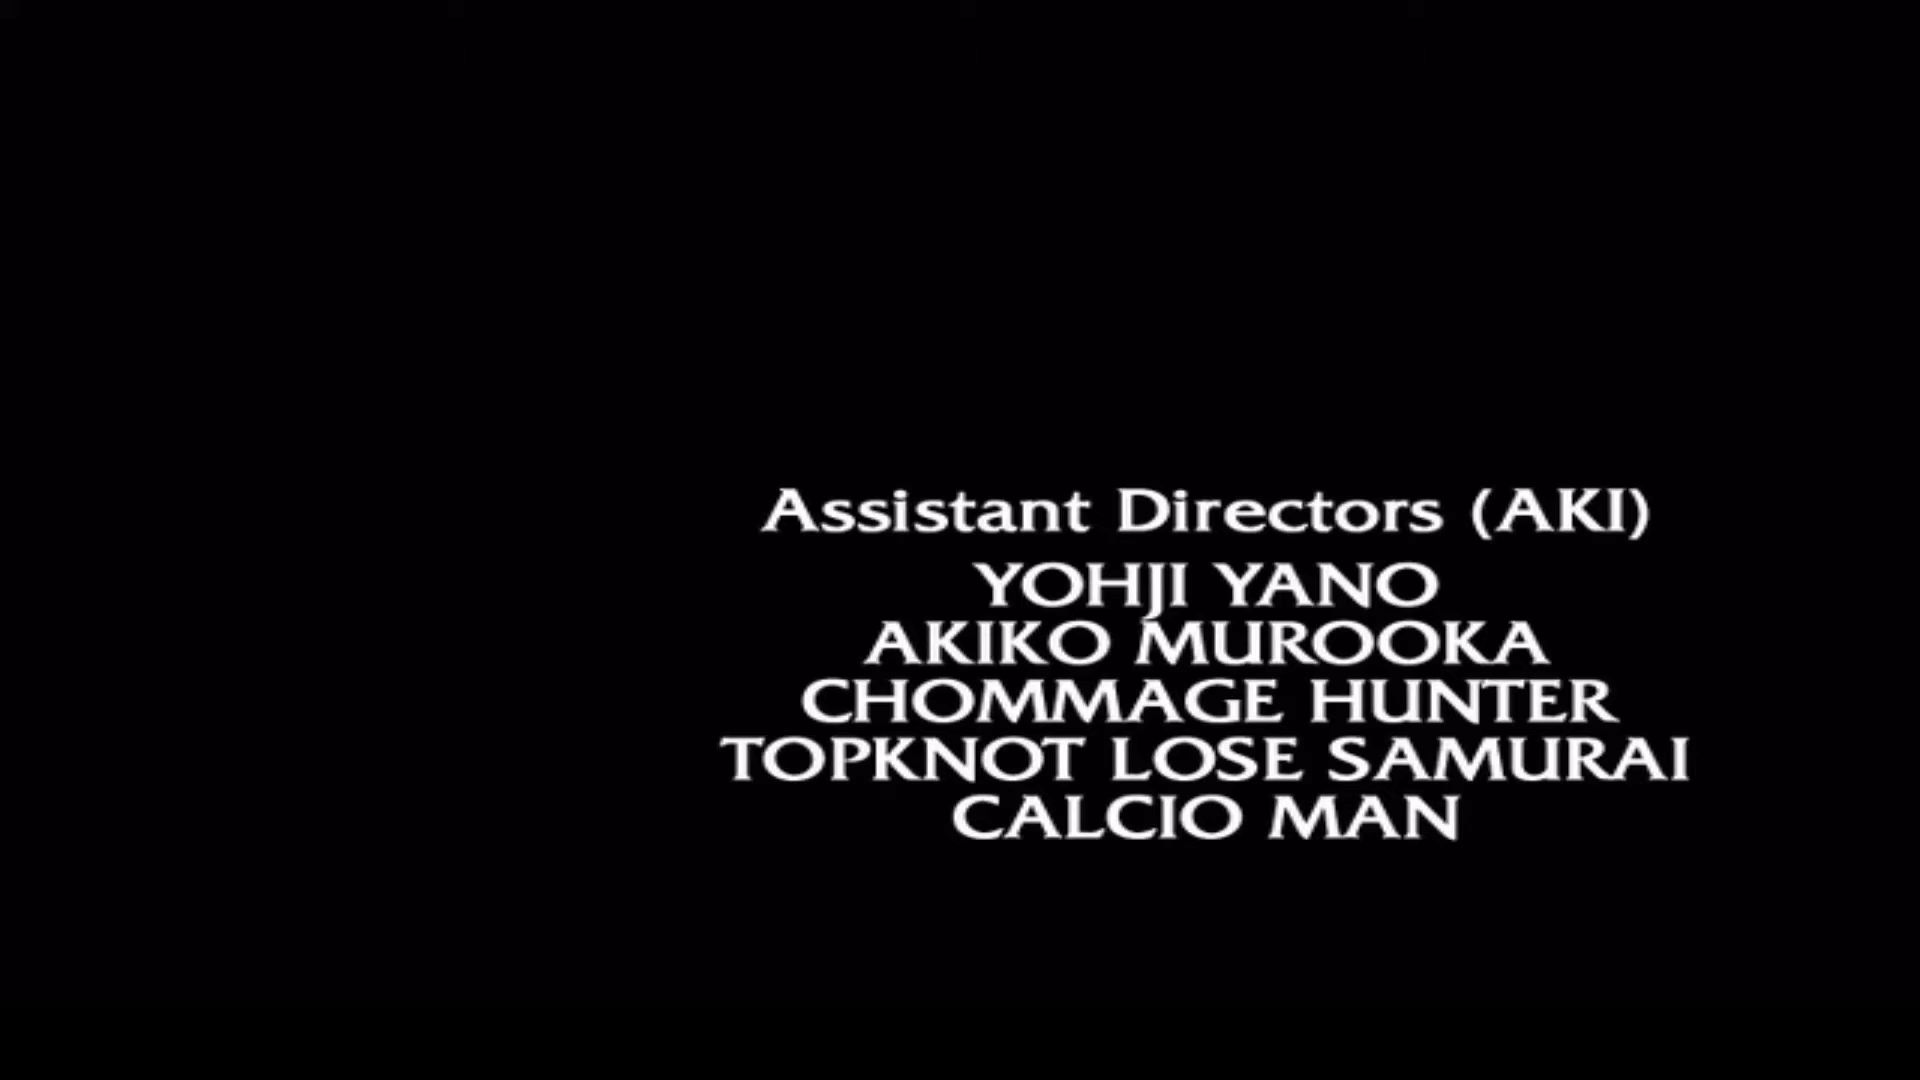 Assistant Directors (AKI)
YOHJI YANO
AKIKO MUROOKA
CHOMMAGE HUNTER
TOPKNOT LOSE SAMURAI
CALCIO MAN